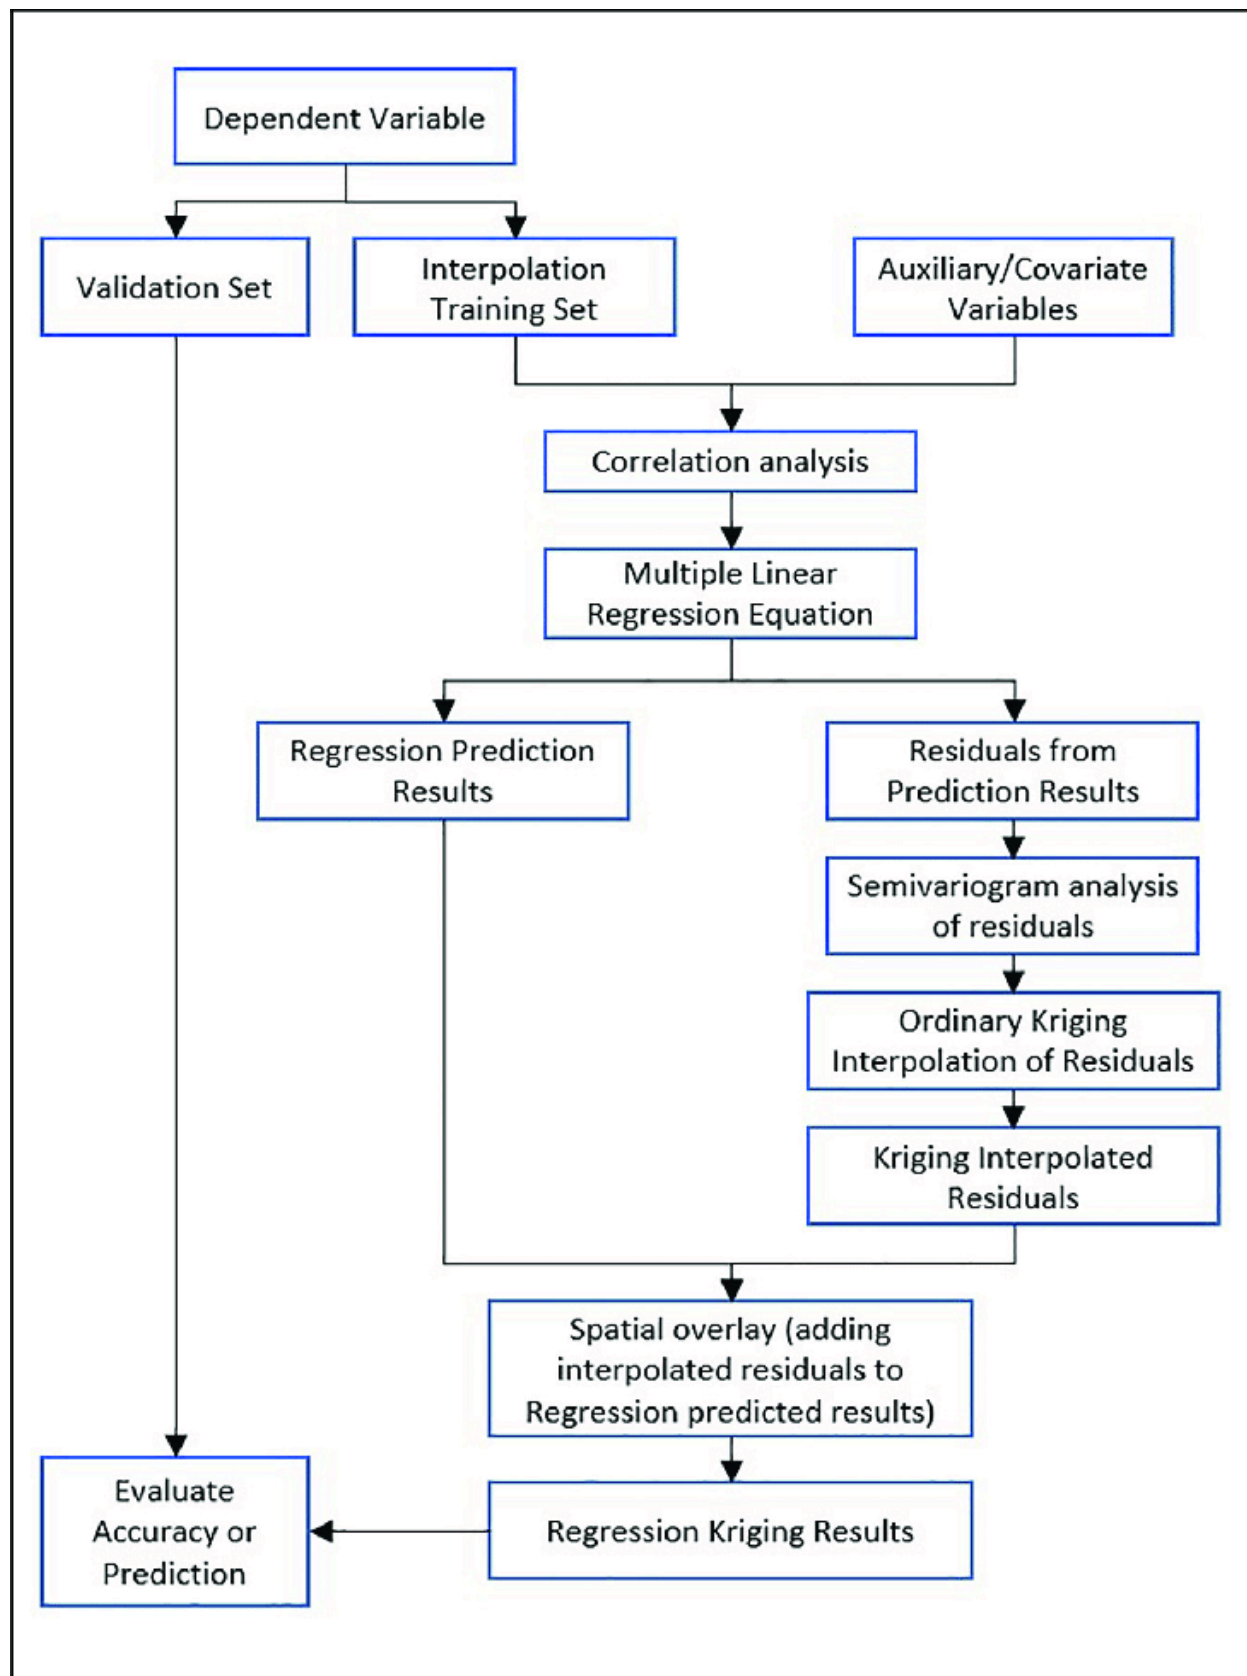 Dependent Variable
Validation Set
Interpolation
Training Set
Auxiliary/Covariate
Variables
Correlation analysis
Multiple Linear
Regression Equation
Regression Prediction
Results
Residuals from
Prediction Results
Semivariogram analysis
of residuals
Ordinary Kriging
Interpolation of Residuals
Kriging Interpolated
Residuals
Spatial overlay (adding
interpolated residuals to
Regression predicted results)
Evaluate
Accuracy or
Prediction
Regression Kriging Results